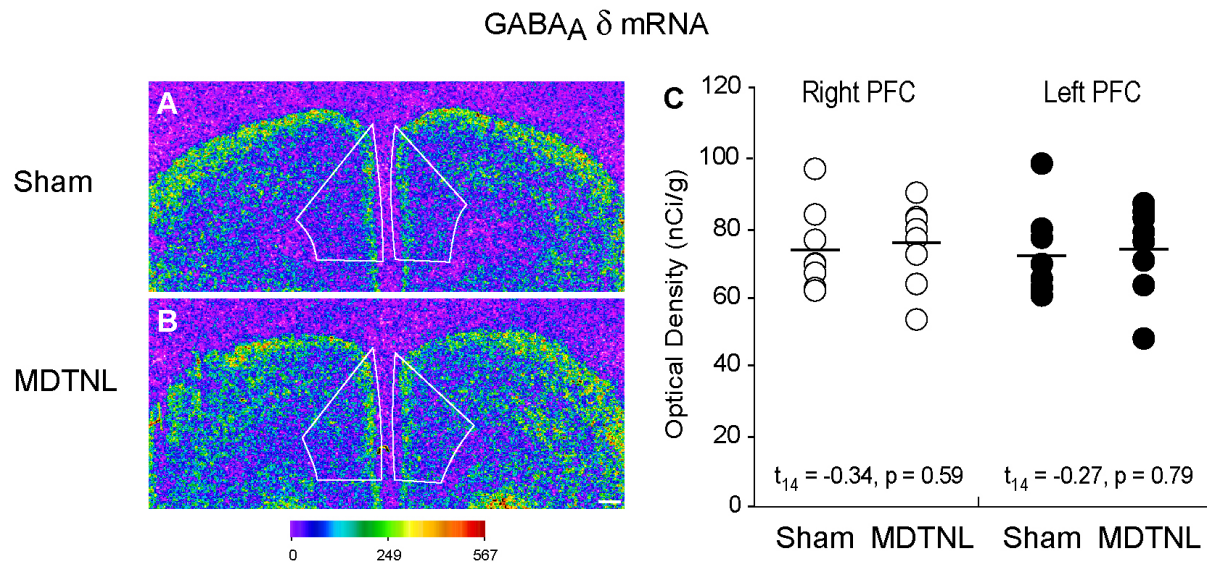 GABAA δ mRNA
A
Sham
B
MDTNL
0 249 567
C
Right PFC Left PFC
Optical Density (nCi/g)
120
100
80
60
40
20
0
t14 = -0.34, p = 0.59 t14 = -0.27, p = 0.79
Sham MDTNL Sham MDTNL